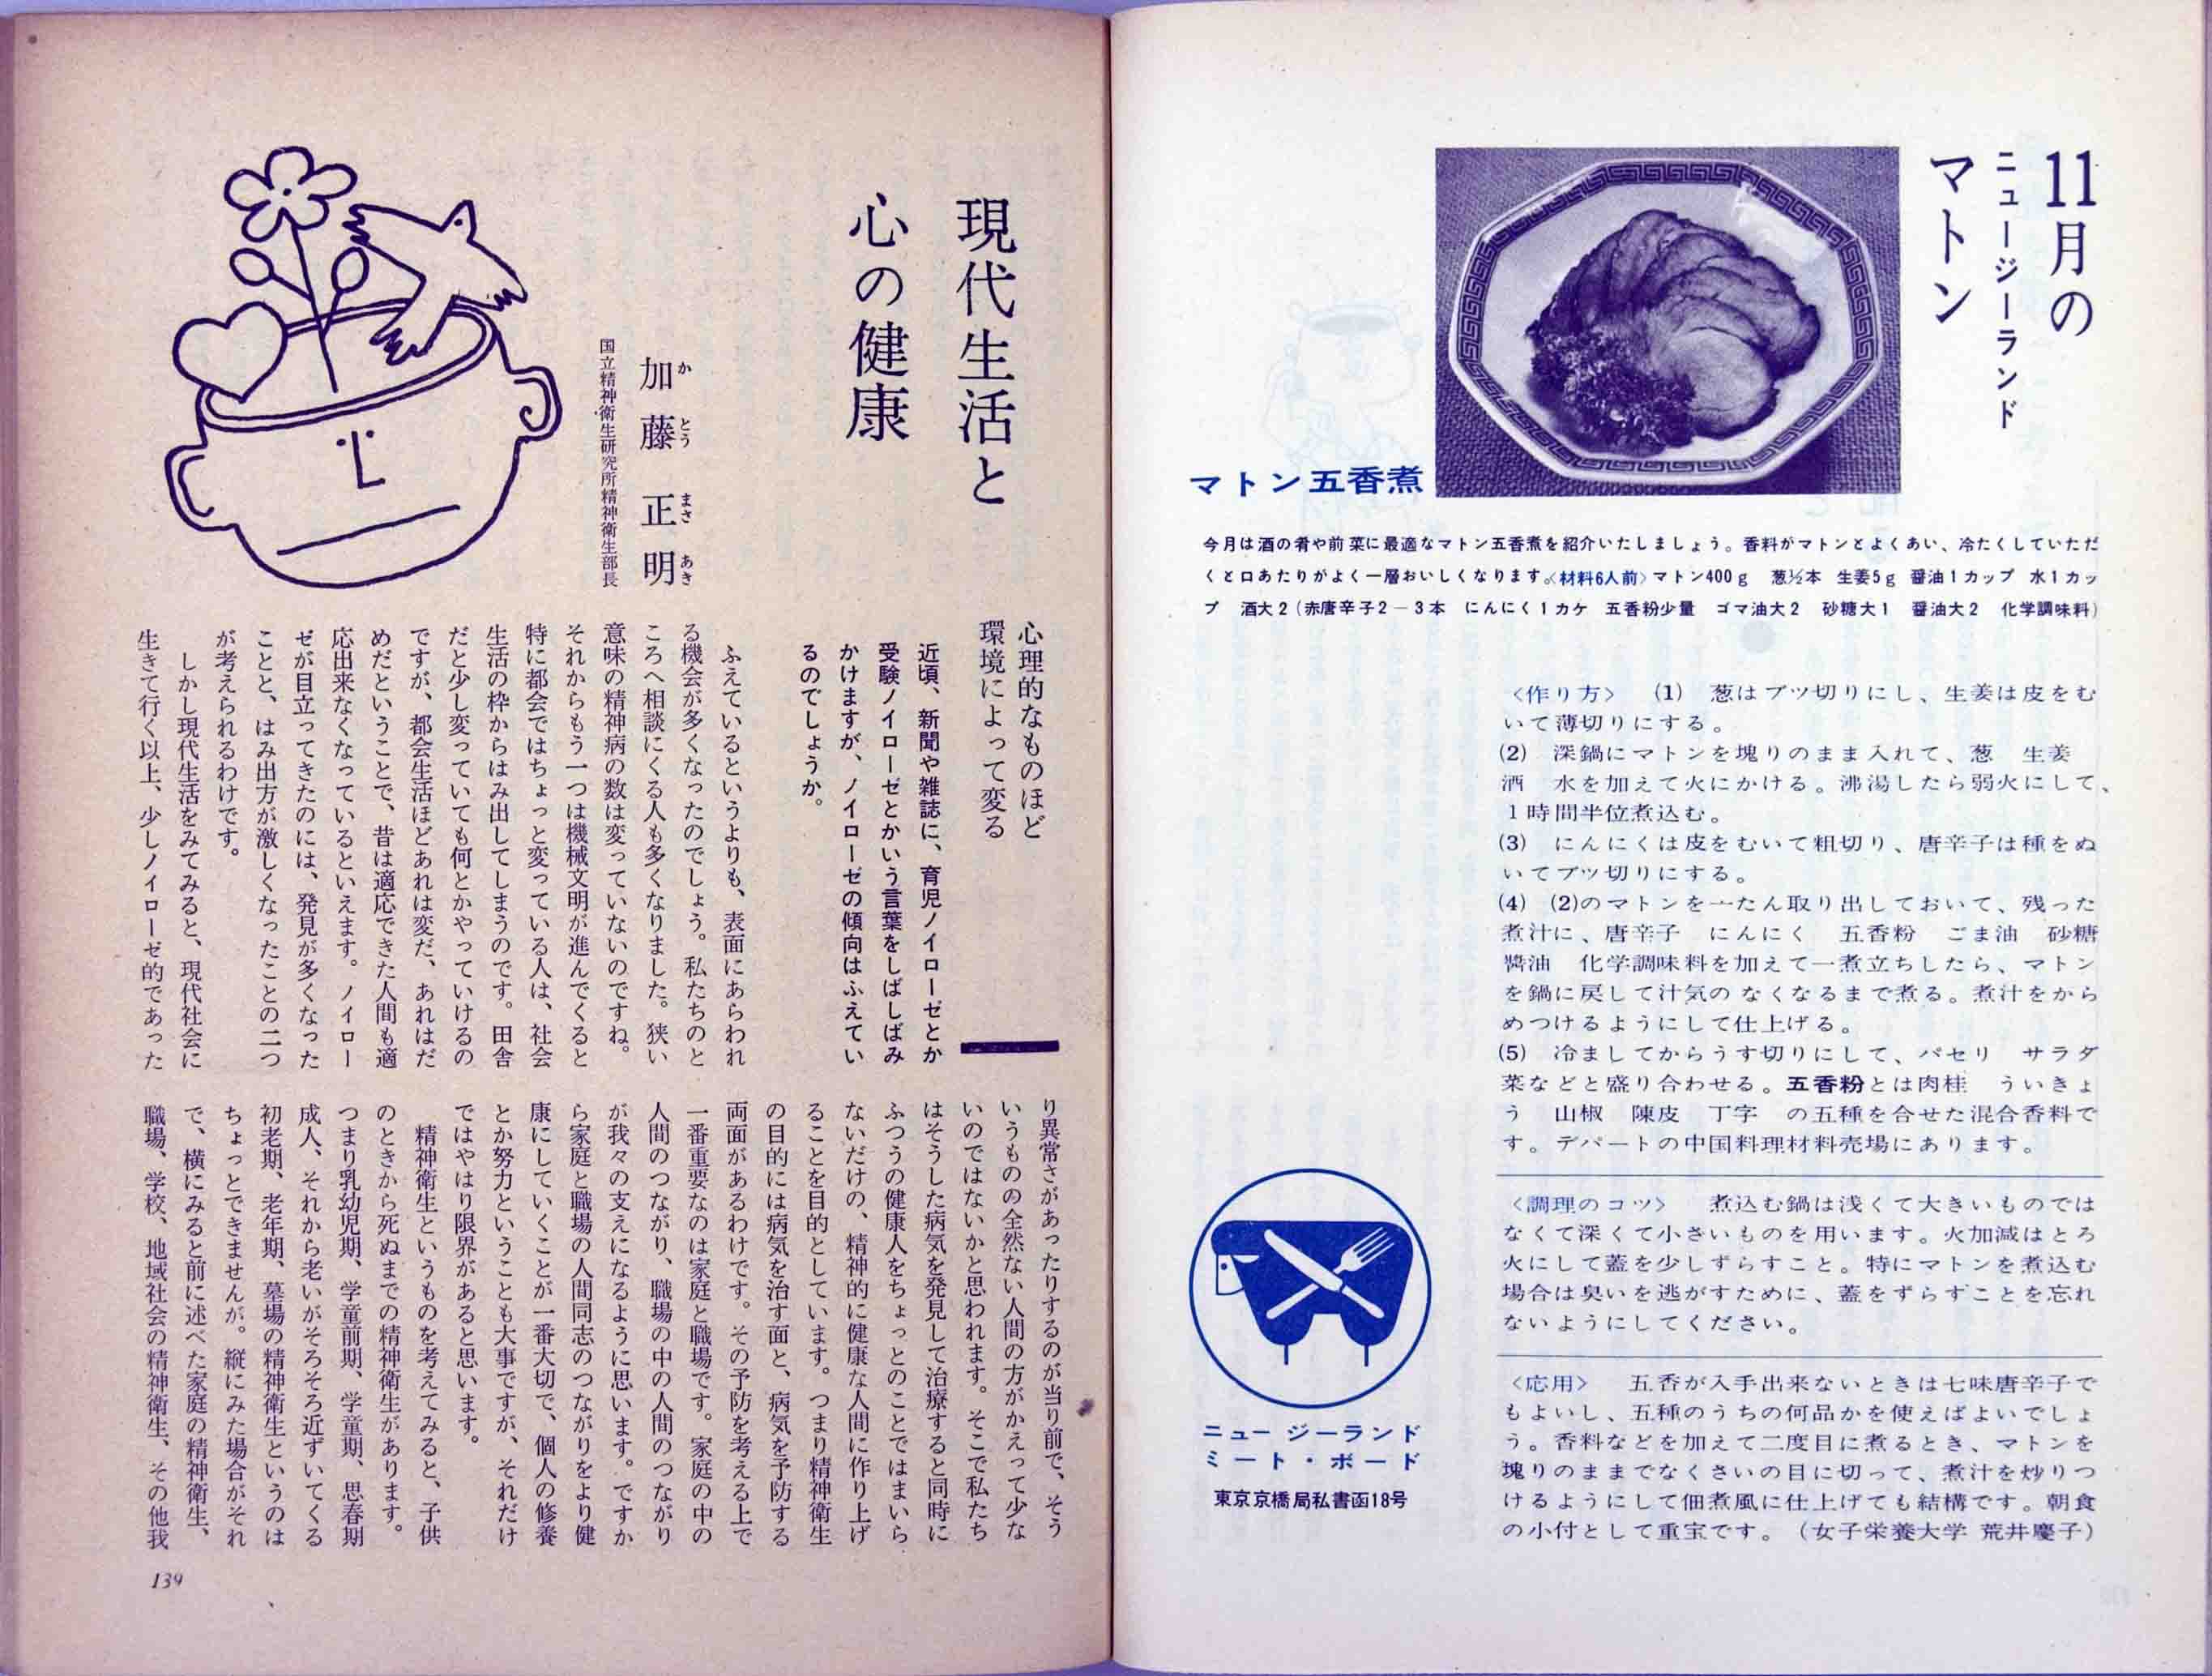 11月の
ニュージーランド
マトン
マトン五香煮
今月は酒の肴や前菜に最適なマトン五香煮を紹介いたしましょう。香料がマトンとよくあい、冷たくしていただ
くと口あたりがよく一層おいしくなります。〈材料6人前〉マトン400g　葱½本　生姜5g　醤油1カップ　水1カッ
プ　酒大2（赤唐辛子2－3本　にんにく1カケ　五香粉少量　ゴマ油大2　砂糖大1　醤油大2　化学調味料）
〈作り方〉　(1)　葱はブツ切りにし、生姜は皮をむ
いて薄切りにする。
(2)　深鍋にマトンを塊りのまま入れて、葱　生姜
酒　水を加えて火にかける。沸湯したら弱火にして、
1時間半位煮込む。
(3)　にんにくは皮をむいて粗切り、唐辛子は種をぬ
いてブツ切りにする。
(4)　(2)のマトンを一たん取り出しておいて、残った
煮汁に、唐辛子　にんにく　五香粉　ごま油　砂糖
醬油　化学調味料を加えて一煮立ちしたら、マトン
を鍋に戻して汁気の なくなるまで煮る。煮汁をから
めつけるようにして仕上げる。
(5)　冷ましてからうす切りにして、パセリ　サラダ
菜などと盛り合わせる。五香粉とは肉桂　ういきょ
う　山椒　陳皮　丁字　の五種を合せた混合香料で
す。デパートの中国料理材料売場にあります。
〈調理のコツ〉　煮込む鍋は浅くて大きいものでは
なくて深くて小さいものを用います。火加減はとろ
火にして蓋を少しずらすこと。特にマトンを煮込む
場合は臭いを逃がすために、蓋をずらすことを忘れ
ないようにしてください。
〈応用〉　五香が入手出来ないときは七味唐辛子で
もよいし、五種のうちの何品かを使えばよいでしょ
う。香料などを加えて二度目に煮るとき、マトンを
塊りのままでなくさいの目に切って、煮汁を炒りつ
けるようにして佃煮風に仕上げても結構です。朝食
の小付として重宝です。（女子栄養大学 荒井慶子）
ニュージーランド
ミート・ボード
東京京橋局私書函18号
現代生活と
心の健康
加藤　正明
か とう まさ あき
国立精神衛生研究所精神衛生部長
心理的なものほど
環境によって変る
近頃、新聞や雑誌に、育児ノイローゼとか
受験ノイローゼとかいう言葉をしばしばみ
かけますが、ノイローゼの傾向はふえてい
るのでしょうか。
ふえているというよりも、表面にあらわれ
る機会が多くなったのでしょう。私たちのと
ころへ相談にくる人も多くなりました。狭い
意味の精神病の数は変っていないのですね。
それからもう一つは機械文明が進んでくると
特に都会ではちょっと変っている人は、社会
生活の枠からはみ出してしまうのです。田舎
だと少し変っていても何とかやっていけるの
ですが、都会生活ほどあれは変だ、あれはだ
めだということで、昔は適応できた人間も適
応出来なくなっているといえます。ノイロー
ゼが目立ってきたのには、発見が多くなった
ことと、はみ出方が激しくなったことの二つ
が考えられるわけです。
しかし現代生活をみてみると、現代社会に
生きて行く以上、少しノイローゼ的であった
り異常さがあったりするのが当り前で、そう
いうものの全然ない人間の方がかえって少な
いのではないかと思われます。そこで私たち
はそうした病気を発見して治療すると同時に
ふつうの健康人をちょっとのことではまいら
ないだけの、精神的に健康な人間に作り上げ
ることを目的としています。つまり精神衛生
の目的には病気を治す面と、病気を予防する
両面があるわけです。その予防を考える上で
一番重要なのは家庭と職場です。家庭の中の
人間のつながり、職場の中の人間のつながり
が我々の支えになるように思います。ですか
ら家庭と職場の人間同志のつながりをより健
康にしていくことが一番大切で、個人の修養
とか努力ということも大事ですが、それだけ
ではやはり限界があると思います。
精神衛生というものを考えてみると、子供
のときから死ぬまでの精神衛生があります。
つまり乳幼児期、学童前期、学童期、思春期
成人、それから老いがそろそろ近ずいてくる
初老期、老年期、墓場の精神衛生というのは
ちょっとできませんが。縦にみた場合がそれ
で、横にみると前に述べた家庭の精神衛生、
職場、学校、地域社会の精神衛生、その他我
139